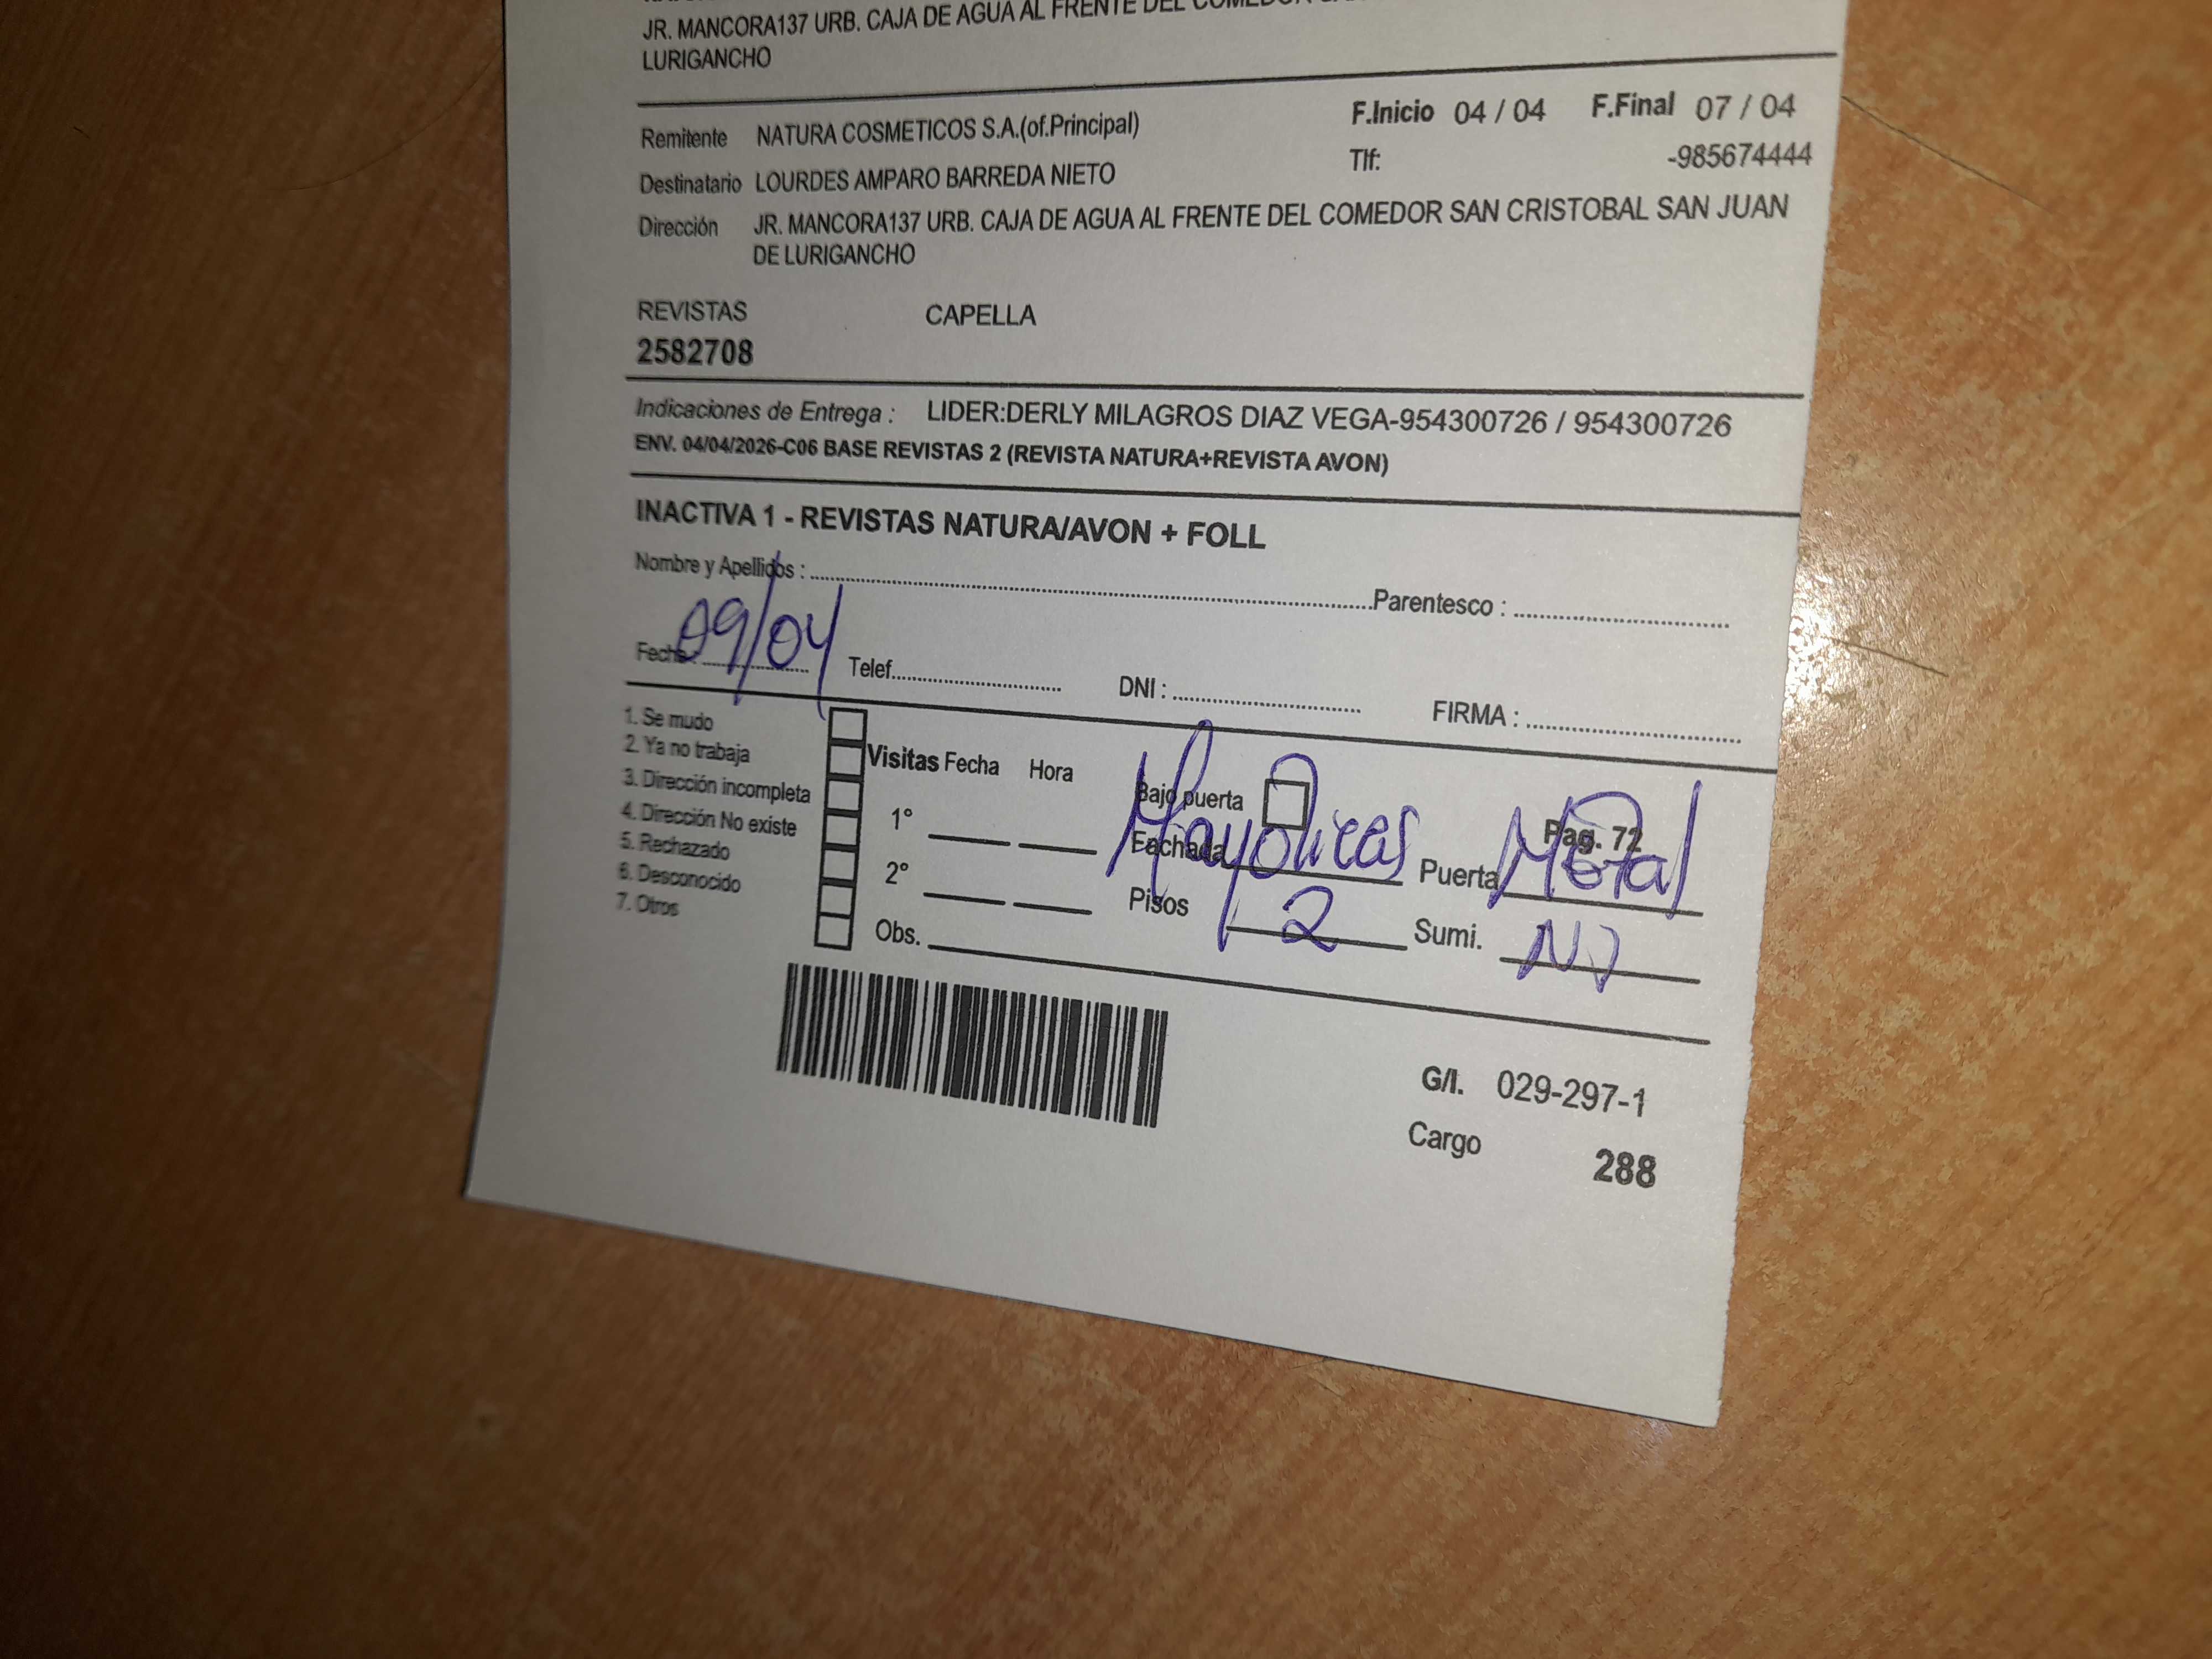 JR. MANCORA137 URB. CAJA DE AGUA AL FRENTE DEL COMEDOR
LURIGANCHO
Remitente NATURA COSMETICOS S.A.(of.Principal) F.Inicio 04 / 04 F.Final 07 / 04
Destinatario LOURDES AMPARO BARREDA NIETO Tlf: -985674444
Dirección JR. MANCORA137 URB. CAJA DE AGUA AL FRENTE DEL COMEDOR SAN CRISTOBAL SAN JUAN
DE LURIGANCHO
REVISTAS CAPELLA
2582708
Indicaciones de Entrega : LIDER:DERLY MILAGROS DIAZ VEGA-954300726 / 954300726
ENV. 04/04/2026-C06 BASE REVISTAS 2 (REVISTA NATURA+REVISTA AVON)
INACTIVA 1 - REVISTAS NATURA/AVON + FOLL
Nombre y Apellidos : Parentesco :
Fecha : 09/04 Telef. DNI : FIRMA :
1. Se mudo
2. Ya no trabaja
3. Dirección incompleta
4. Dirección No existe
5. Rechazado
6. Desconocido
7. Otros
Visitas Fecha Hora
1°
2°
Obs.
Bajo puerta Pag. 72
Fachada Mayolicas Puerta Metal
Pisos 2 Sumi.
G/I. 029-297-1
Cargo 288